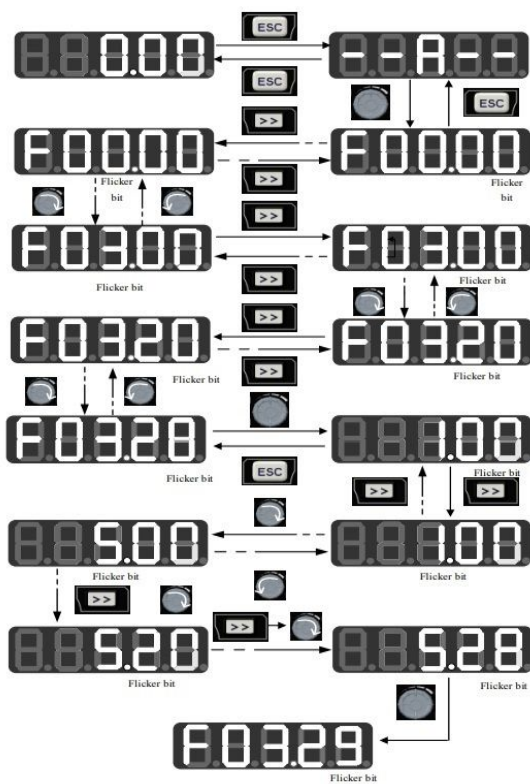 ESC
0.00
--A--
ESC
ESC
>>
F00.00
F00.00
Flicker
bit
Flicker
bit
>>
>>
F03.00
F03.00
Flicker bit
Flicker bit
>>
>>
F03.20
F03.20
Flicker bit
Flicker bit
>>
F03.28
1.00
Flicker bit
Flicker bit
ESC
>>
>>
5.00
1.00
Flicker bit
Flicker bit
>>
>>
5.20
5.28
Flicker bit
Flicker bit
F03.29
Flicker bit